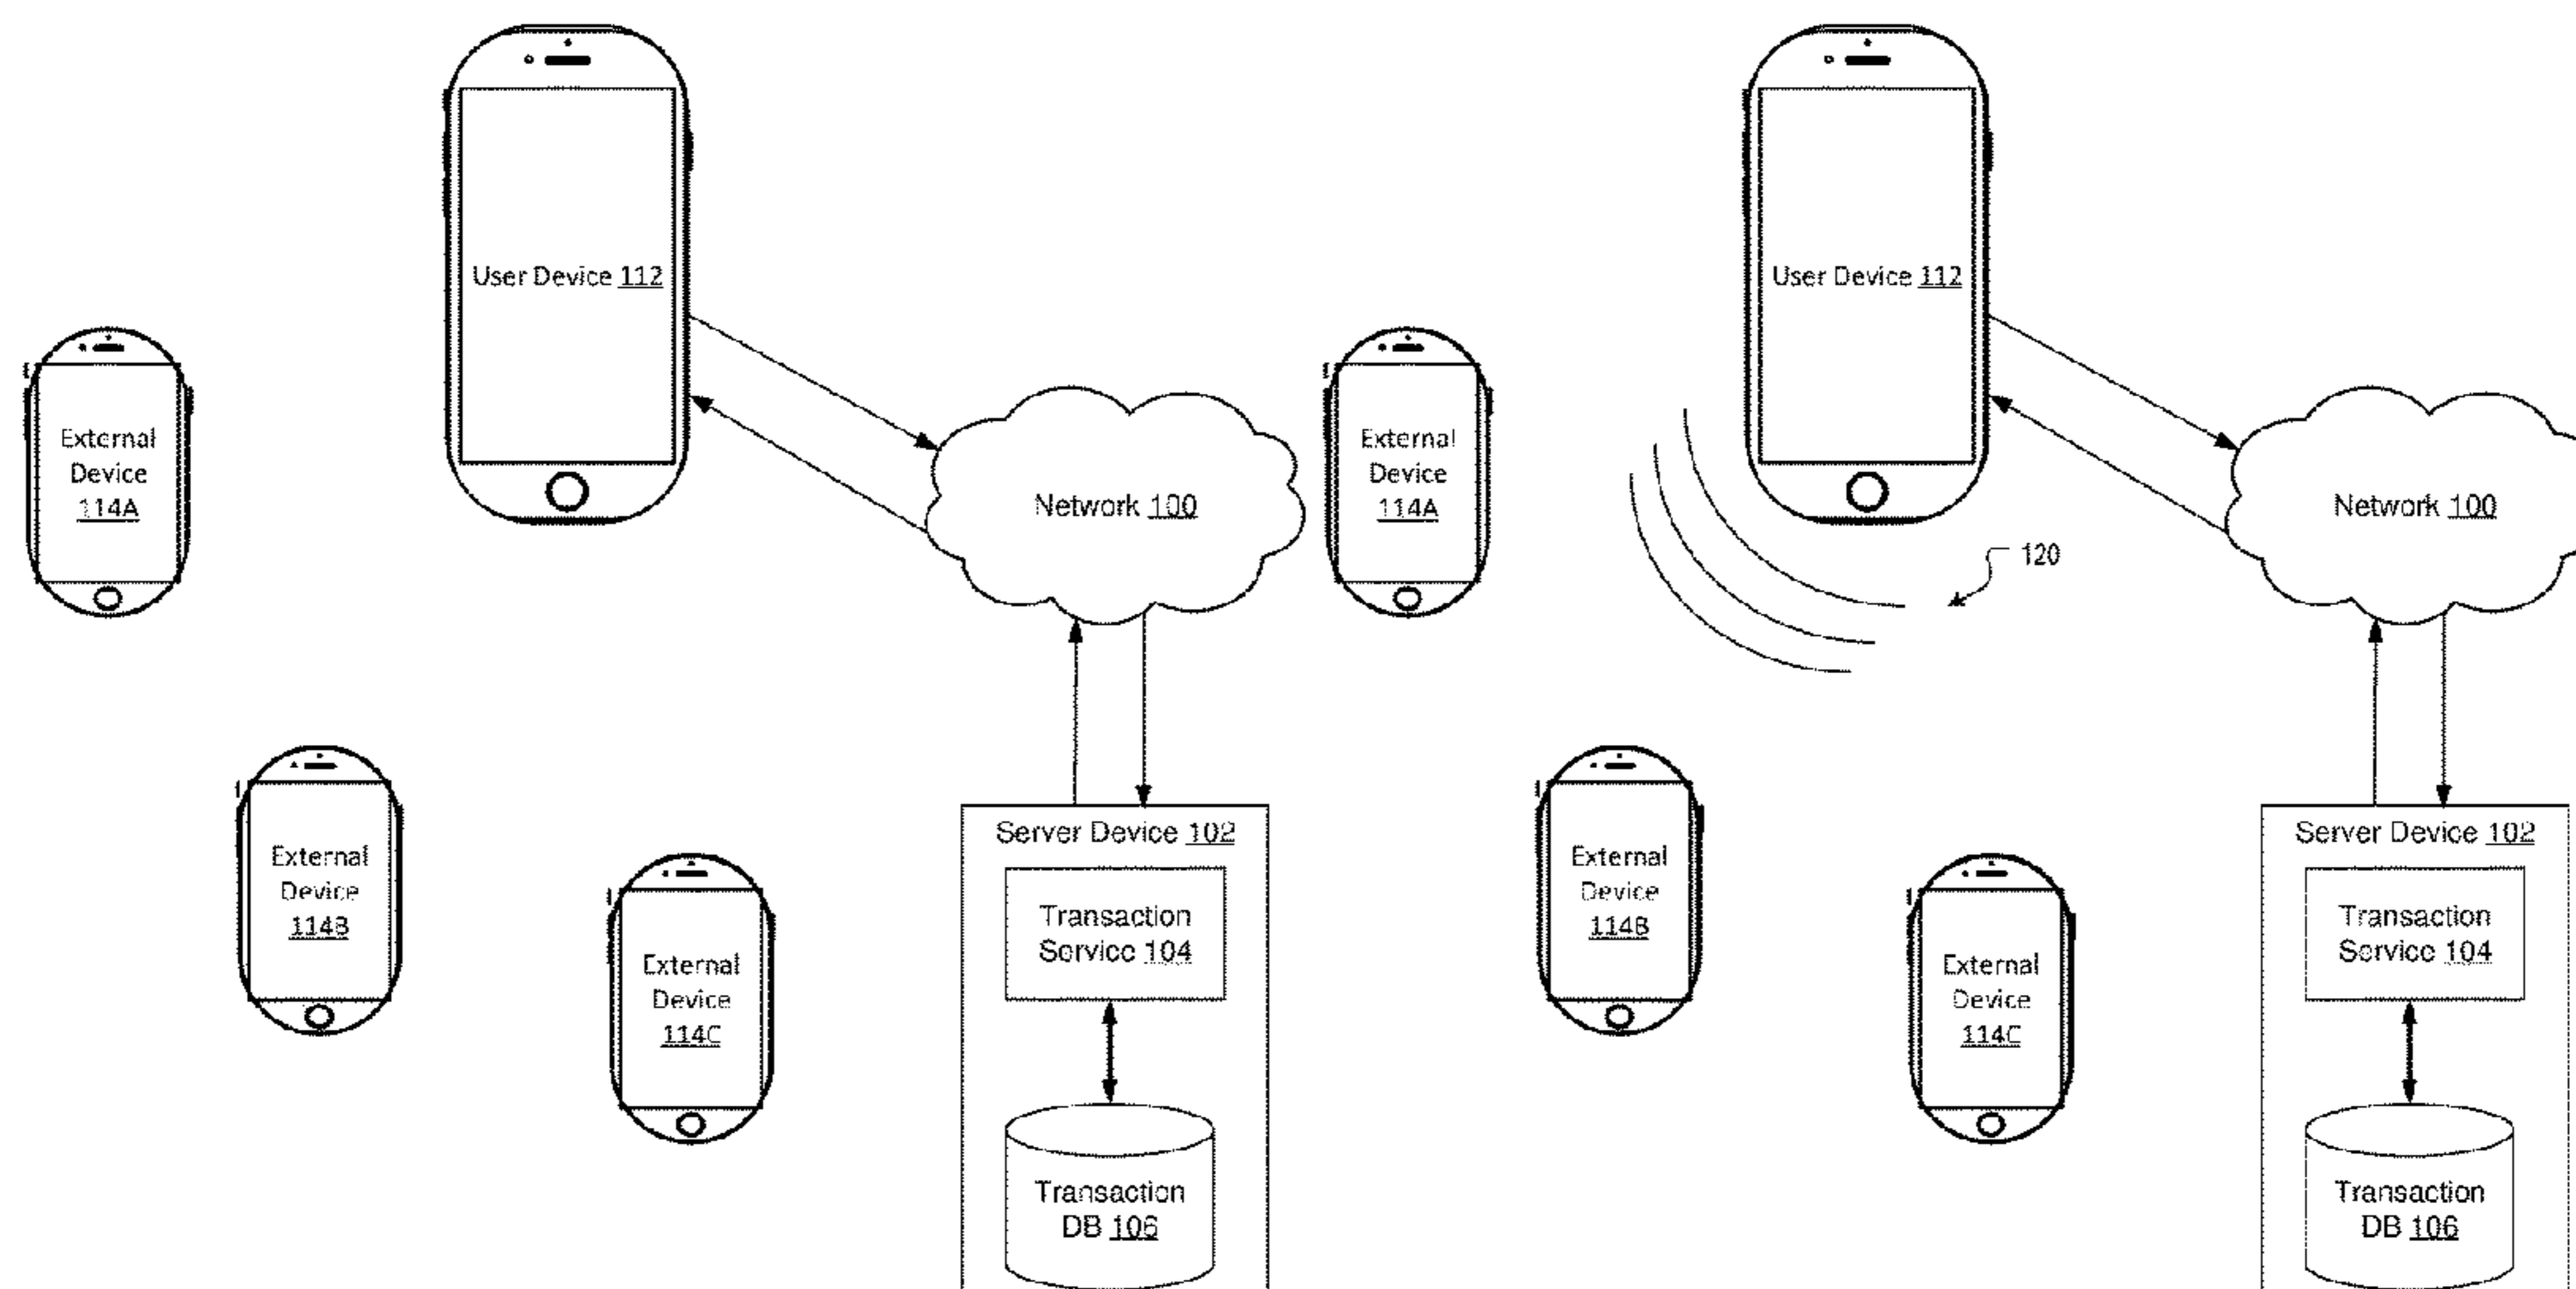 User Device 112
External
Device
114A
Network 100
External
Device
114B
External
Device
114C
Server Device 102
Transaction
Service 104
Transaction
DB 106
User Device 112
External
Device
114A
Network 100
120
External
Device
114B
External
Device
114C
Server Device 102
Transaction
Service 104
Transaction
DB 106